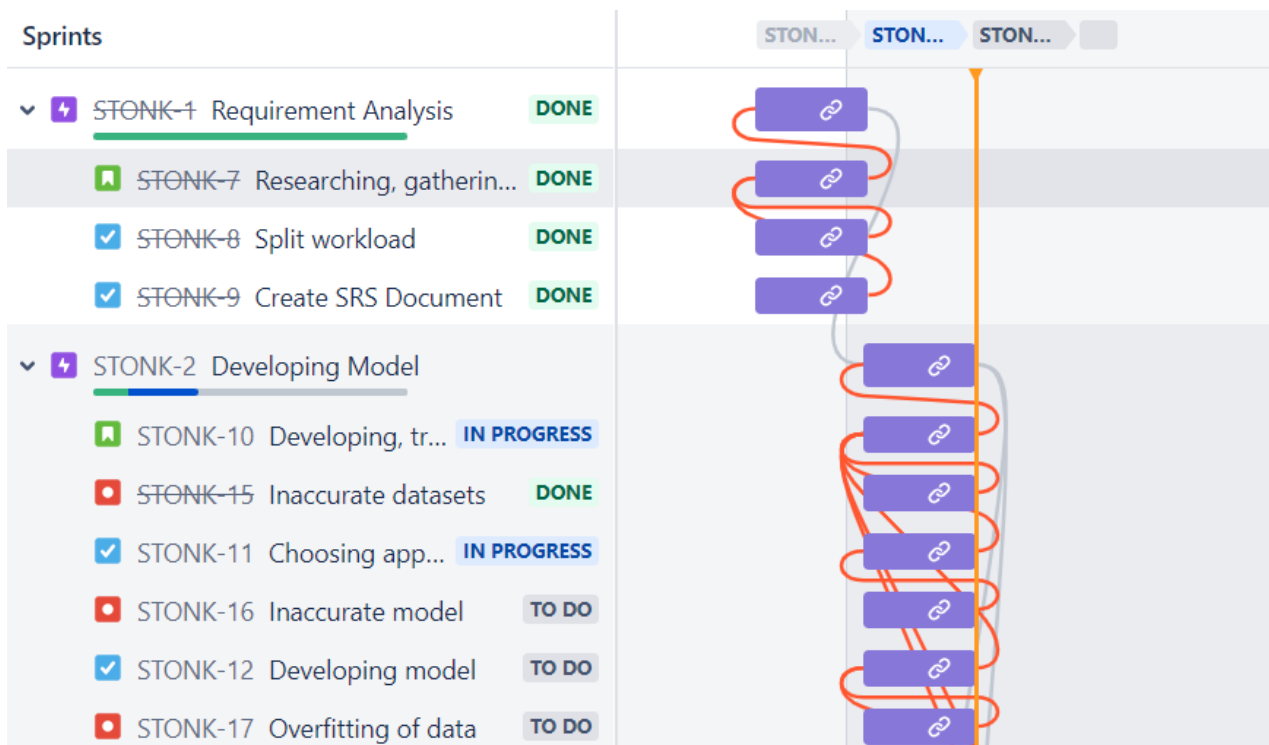 Sprints
STON... STON... STON...
STONK-1 Requirement Analysis DONE
STONK-7 Researching, gatherin... DONE
STONK-8 Split workload DONE
STONK-9 Create SRS Document DONE
STONK-2 Developing Model
STONK-10 Developing, tr... IN PROGRESS
STONK-15 Inaccurate datasets DONE
STONK-11 Choosing app... IN PROGRESS
STONK-16 Inaccurate model TO DO
STONK-12 Developing model TO DO
STONK-17 Overfitting of data TO DO